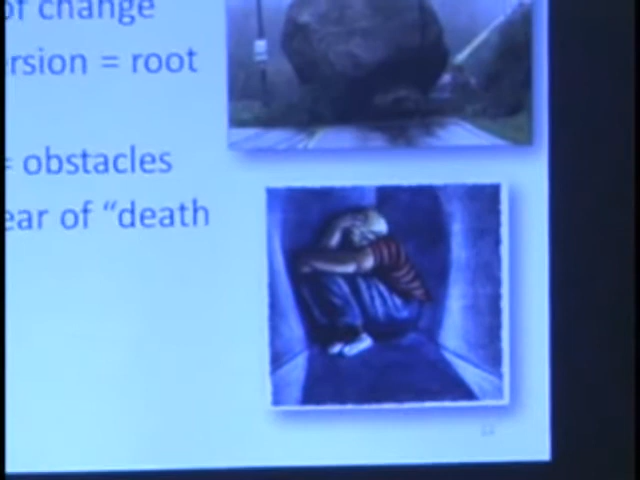 of change
rsion = root
= obstacles
ear of “death